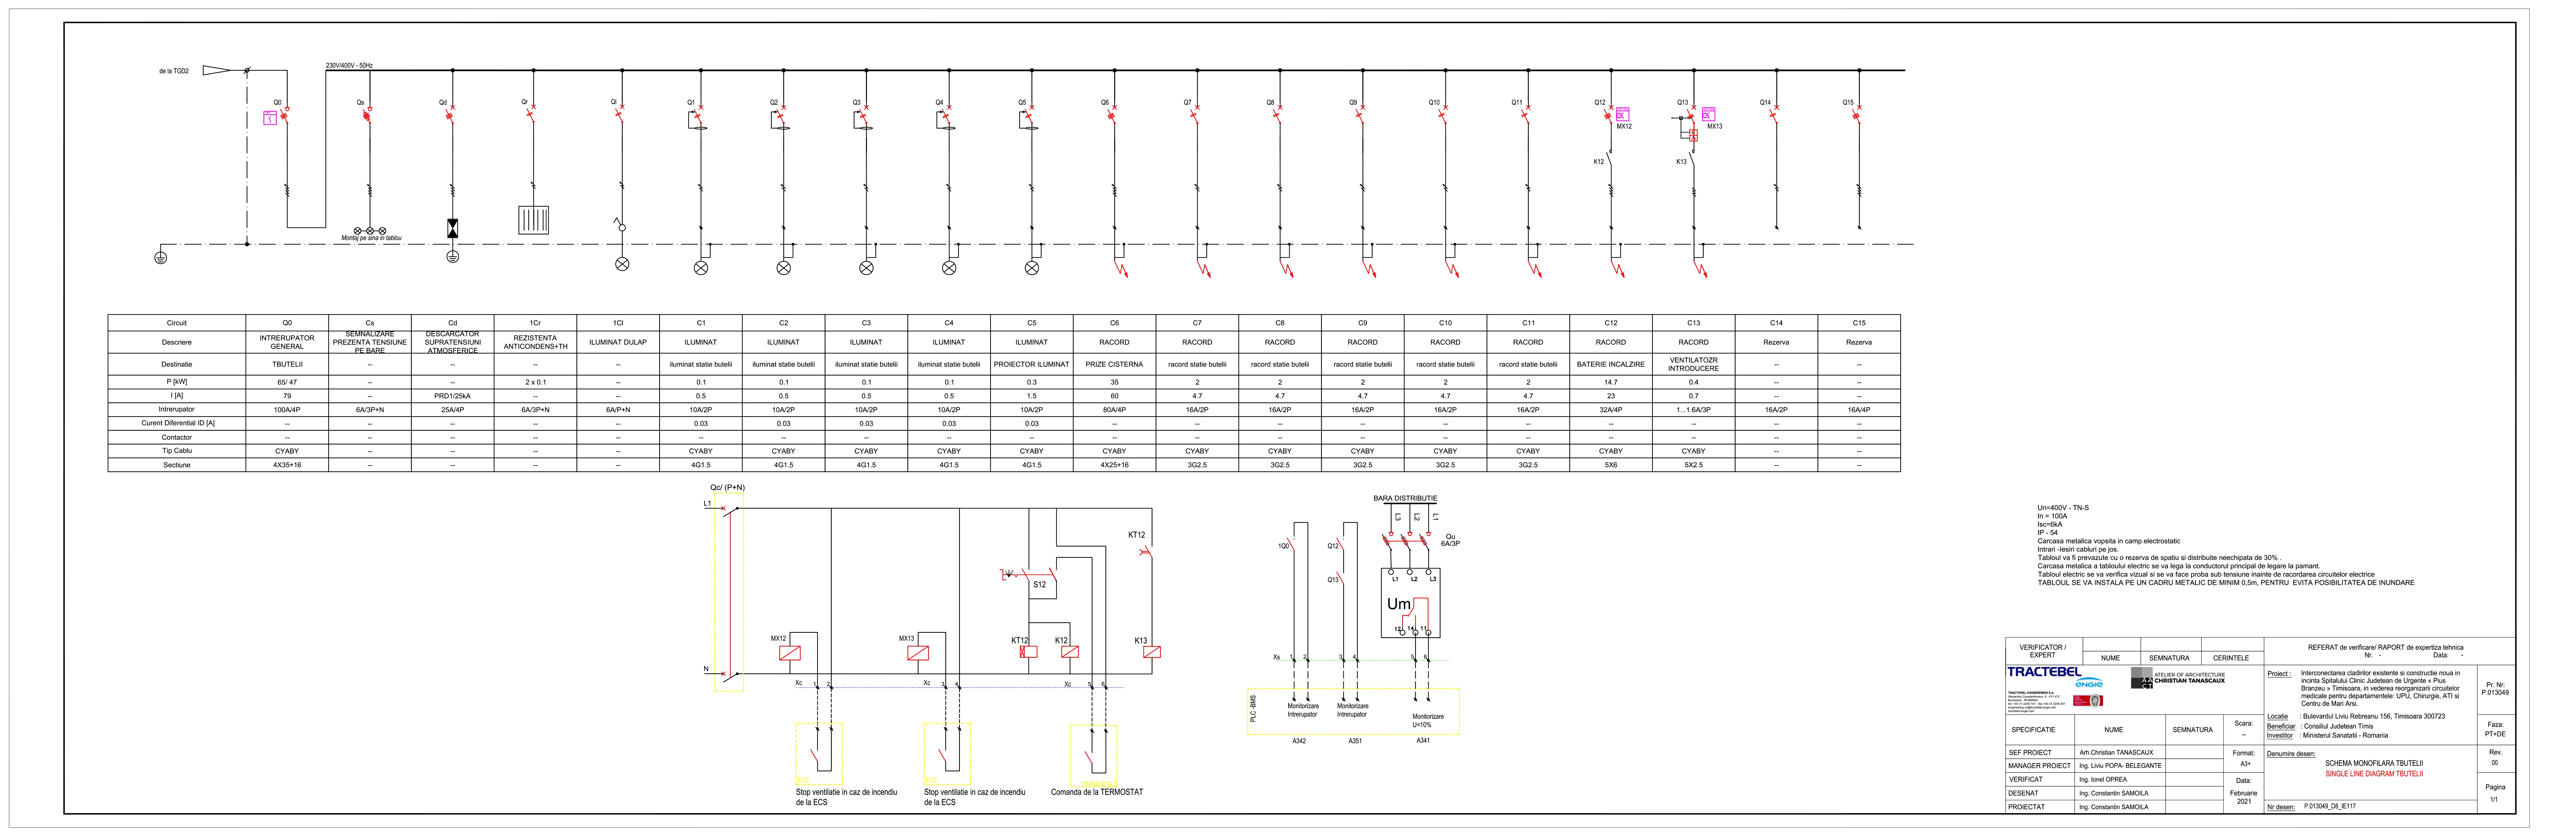 de la TGD2
230V/400V - 50Hz
Q0
Qs
Qd
Qr
Ql
Q1
Q2
Q3
Q4
Q5
Q6
Q7
Q8
Q9
Q10
Q11
Q12
Q13
Q14
Q15
MX12
MX13
K12
K13
Montaj pe sina in tablou
Circuit Q0 Cs Cd 1Cr 1Cl C1 C2 C3 C4 C5 C6 C7 C8 C9 C10 C11 C12 C13 C14 C15
Descriere INTRERUPATOR GENERAL SEMNALIZARE PREZENTA TENSIUNE PE BARE DESCARCATOR SUPRATENSIUNI ATMOSFERICE REZISTENTA ANTICONDENS+TH ILUMINAT DULAP ILUMINAT ILUMINAT ILUMINAT ILUMINAT ILUMINAT RACORD RACORD RACORD RACORD RACORD RACORD RACORD RACORD Rezerva Rezerva
Destinatie TBUTELII -- -- -- -- iluminat statie butelii iluminat statie butelii iluminat statie butelii iluminat statie butelii PROIECTOR ILUMINAT PRIZE CISTERNA racord statie butelii racord statie butelii racord statie butelii racord statie butelii racord statie butelii BATERIE INCALZIRE VENTILATOZR INTRODUCERE -- --
P [kW] 65/ 47 -- -- 2 x 0.1 -- 0.1 0.1 0.1 0.1 0.3 35 2 2 2 2 2 14.7 0.4 -- --
I [A] 79 -- PRD1/25kA -- -- 0.5 0.5 0.5 0.5 1.5 60 4.7 4.7 4.7 4.7 4.7 23 0.7 -- --
Intrerupator 100A/4P 6A/3P+N 25A/4P 6A/3P+N 6A/P+N 10A/2P 10A/2P 10A/2P 10A/2P 10A/2P 80A/4P 16A/2P 16A/2P 16A/2P 16A/2P 16A/2P 32A/4P 1...1.6A/3P 16A/2P 16A/4P
Curent Diferential ID [A] -- -- -- -- -- 0.03 0.03 0.03 0.03 0.03 -- -- -- -- -- -- -- -- -- --
Contactor -- -- -- -- -- -- -- -- -- -- -- -- -- -- -- -- -- -- -- --
Tip Cablu CYABY -- -- -- -- CYABY CYABY CYABY CYABY CYABY CYABY CYABY CYABY CYABY CYABY CYABY CYABY CYABY -- --
Sectiune 4X35+16 -- -- -- -- 4G1.5 4G1.5 4G1.5 4G1.5 4G1.5 4X25+16 3G2.5 3G2.5 3G2.5 3G2.5 3G2.5 5X6 5X2.5 -- --
Qc/ (P+N)
L1
N
MX12
MX13
S12
KT12
K12
KT12
K13
Xc 1 2
Xc 3 4
Xc 5 6
ECS
ECS
TERMOSTAT
Stop ventilatie in caz de incendiu
de la ECS
Stop ventilatie in caz de incendiu
de la ECS
Comanda de la TERMOSTAT
BARA DISTRIBUTIE
L3 L2 L1
Qu
6A/3P
1Q0
Q12
Q13
L1 L2 L3
Um
12 14 11
Xs 1 2 3 4 5 6
PLC -BMS
Monitorizare
Intrerupator
Monitorizare
Intrerupator
Monitorizare
U<10%
A342
A351
A341
Un=400V - TN-S
In = 100A
Isc=6kA
IP - 54
Carcasa metalica vopsita in camp electrostatic
Intrari -Iesiri cabluri pe jos.
Tabloul va fi prevazute cu o rezerva de spatiu si distribuite neechipata de 30% .
Carcasa metalica a tabloului electric se va lega la conductorul principal de legare la pamant.
Tabloul electric se va verifica vizual si se va face proba sub tensiune inainte de racordarea circuitelor electrice
TABLOUL SE VA INSTALA PE UN CADRU METALIC DE MINIM 0,5m, PENTRU EVITA POSIBILITATEA DE INUNDARE
VERIFICATOR /
EXPERT
NUME SEMNATURA CERINTELE
REFERAT de verificare/ RAPORT de expertiza tehnica
Nr. - Data: -
TRACTEBEL
ENGIE
TRACTEBEL ENGINEERING S.A
ATELIER OF ARCHITECTURE
CHRISTIAN TANASCAUX
Proiect : Interconectarea cladirilor existente si constructie noua in
incinta Spitalului Clinic Judetean de Urgente « Pius
Branzeu » Timisoara, in vederea reorganizarii circuitelor
medicale pentru departamentele: UPU, Chirurgie, ATI si
Centru de Mari Arsi.
Locatie : Bulevardul Liviu Rebreanu 156, Timisoara 300723
Beneficiar : Consiliul Judetean Timis
Investitor : Ministerul Sanatatii - Romania
Pr. Nr:
P.013049
Faza:
PT+DE
SPECIFICATIE NUME SEMNATURA
Scara:
--
SEF PROIECT Arh.Christian TANASCAUX
MANAGER PROIECT Ing. Liviu POPA- BELEGANTE
VERIFICAT Ing. Ionel OPREA
DESENAT Ing. Constantin SAMOILA
PROIECTAT Ing. Constantin SAMOILA
Format:
A3+
Data:
Februarie
2021
Denumire desen:
SCHEMA MONOFILARA TBUTELII
SINGLE LINE DIAGRAM TBUTELII
Nr desen: P.013049_D8_IE117
Rev.
00
Pagina
1/1